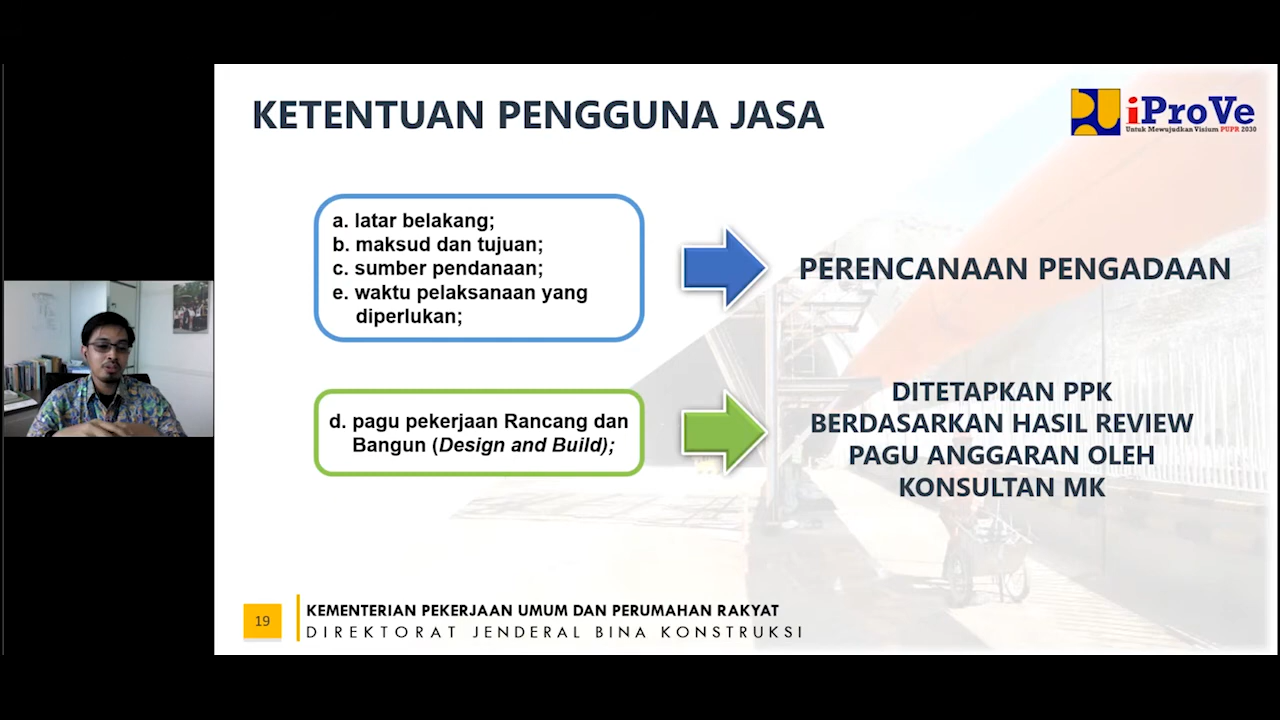 KETENTUAN PENGGUNA JASA
iProVe
Untuk Mewujudkan Visium PUPR 2030
a. latar belakang;
b. maksud dan tujuan;
c. sumber pendanaan;
e. waktu pelaksanaan yang
diperlukan;
PERENCANAAN PENGADAAN
d. pagu pekerjaan Rancang dan
Bangun (Design and Build);
DITETAPKAN PPK
BERDASARKAN HASIL REVIEW
PAGU ANGGARAN OLEH
KONSULTAN MK
19
KEMENTERIAN PEKERJAAN UMUM DAN PERUMAHAN RAKYAT
DIREKTORAT JENDERAL BINA KONSTRUKSI